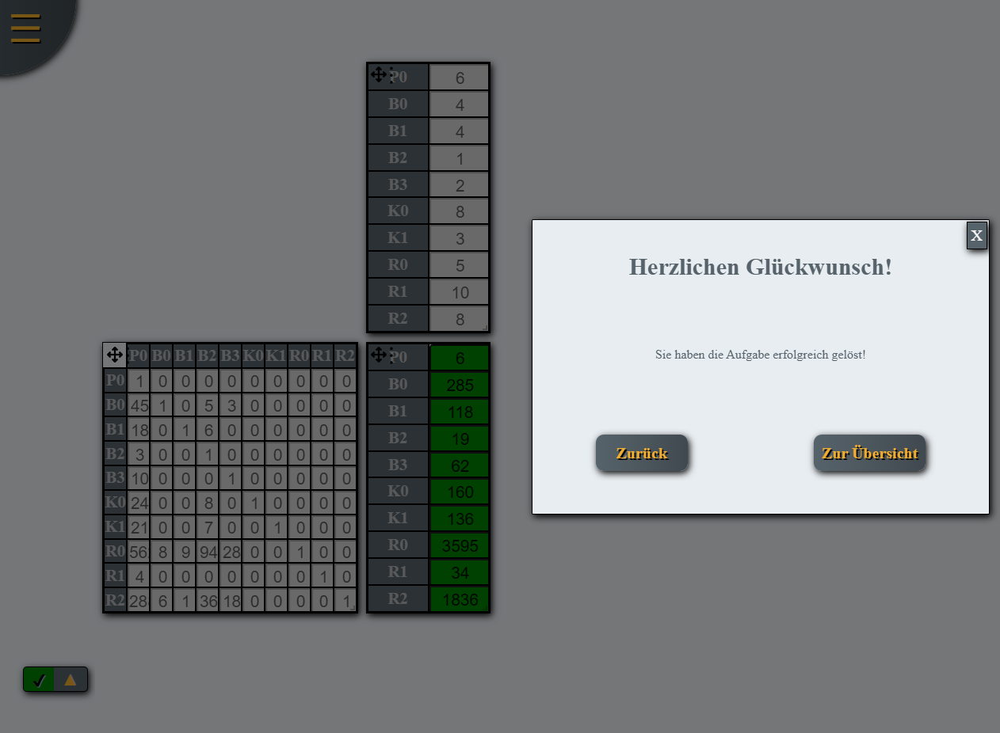 P0 6
B0 4
B1 4
B2 1
B3 2
K0 8
K1 3
R0 5
R1 10
R2 8
X
Herzlichen Glückwunsch!
Sie haben die Aufgabe erfolgreich gelöst!
Zurück Zur Übersicht
P0 B0 B1 B2 B3 K0 K1 R0 R1 R2
P0 1 0 0 0 0 0 0 0 0 0
B0 45 1 0 5 3 0 0 0 0 0
B1 18 0 1 6 0 0 0 0 0 0
B2 3 0 0 1 0 0 0 0 0 0
B3 10 0 0 0 1 0 0 0 0 0
K0 24 0 0 8 0 1 0 0 0 0
K1 21 0 0 7 0 0 1 0 0 0
R0 56 8 9 94 28 0 0 1 0 0
R1 4 0 0 0 0 0 0 0 1 0
R2 28 6 1 36 18 0 0 0 0 1
P0 6
B0 285
B1 118
B2 19
B3 62
K0 160
K1 136
R0 3595
R1 34
R2 1836